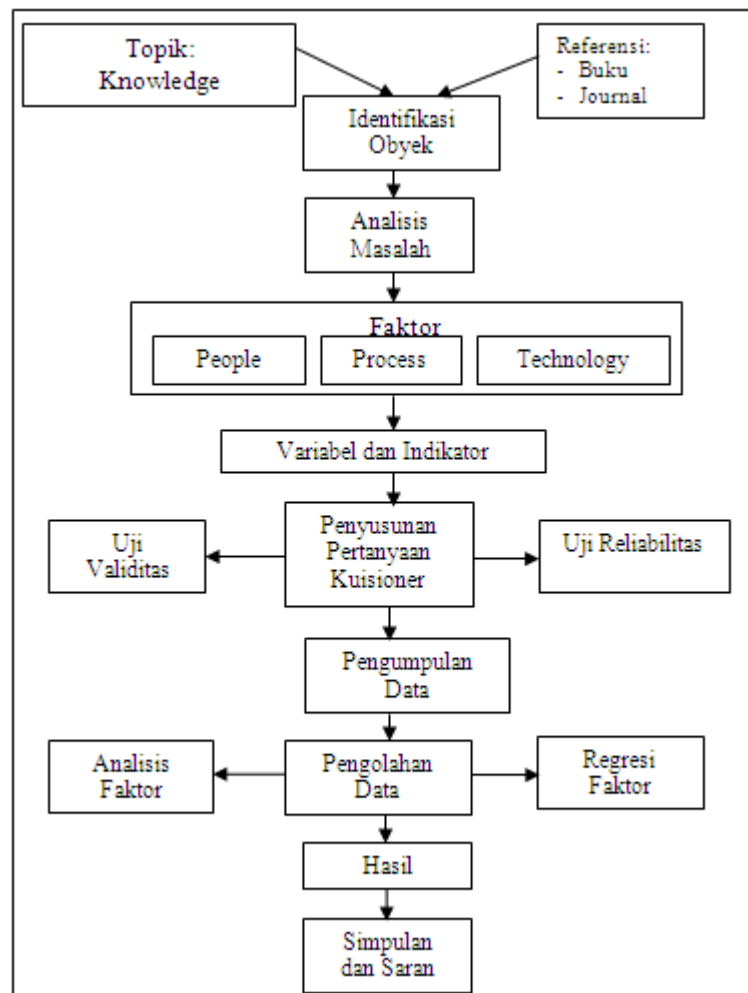 Topik:
Knowledge
Referensi:
- Buku
- Journal
Identifikasi
Obyek
Analisis
Masalah
Faktor
People
Process
Technology
Variabel dan Indikator
Penyusunan
Pertanyaan
Kuisioner
Uji
Validitas
Uji Reliabilitas
Pengumpulan
Data
Pengolahan
Data
Analisis
Faktor
Regresi
Faktor
Hasil
Simpulan
dan Saran